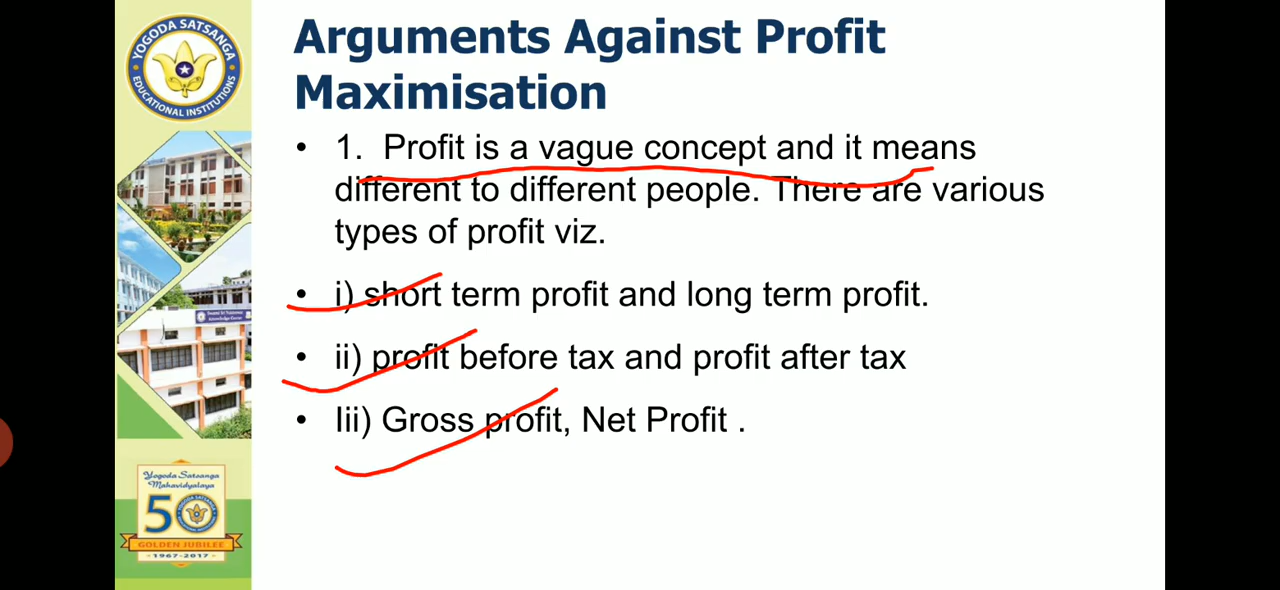 YOGODA SATSANGA
EDUCATIONAL INSTITUTIONS
Arguments Against Profit
Maximisation
• 1. Profit is a vague concept and it means
different to different people. There are various
types of profit viz.
• i) short term profit and long term profit.
• ii) profit before tax and profit after tax
• Iii) Gross profit, Net Profit .
Yogoda Satsanga
Mahavidyalaya
50
GOLDEN JUBILEE
1967-2017